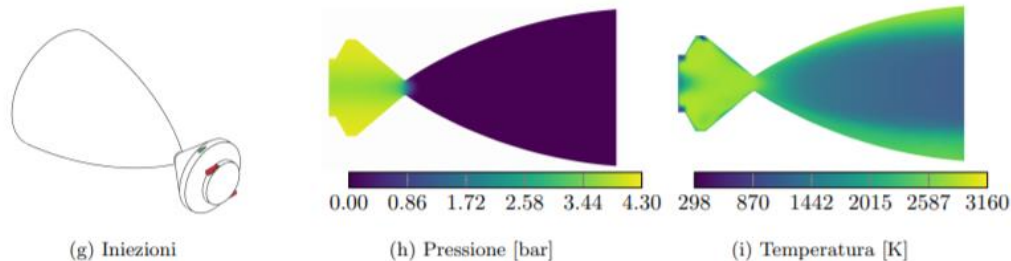 0.00 0.86 1.72 2.58 3.44 4.30
298 870 1442 2015 2587 3160
(g) Iniezioni
(h) Pressione [bar]
(i) Temperatura [K]